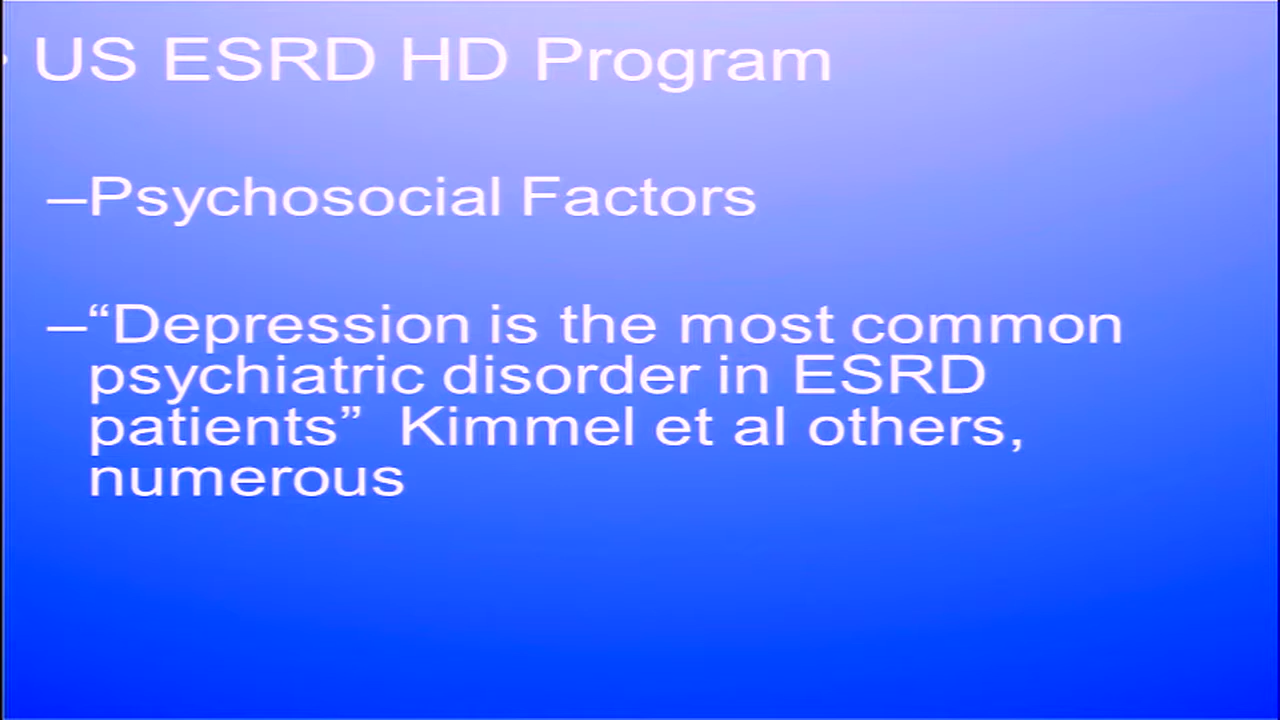 • US ESRD HD Program
–Psychosocial Factors
–“Depression is the most common
psychiatric disorder in ESRD
patients”  Kimmel et al others,
numerous